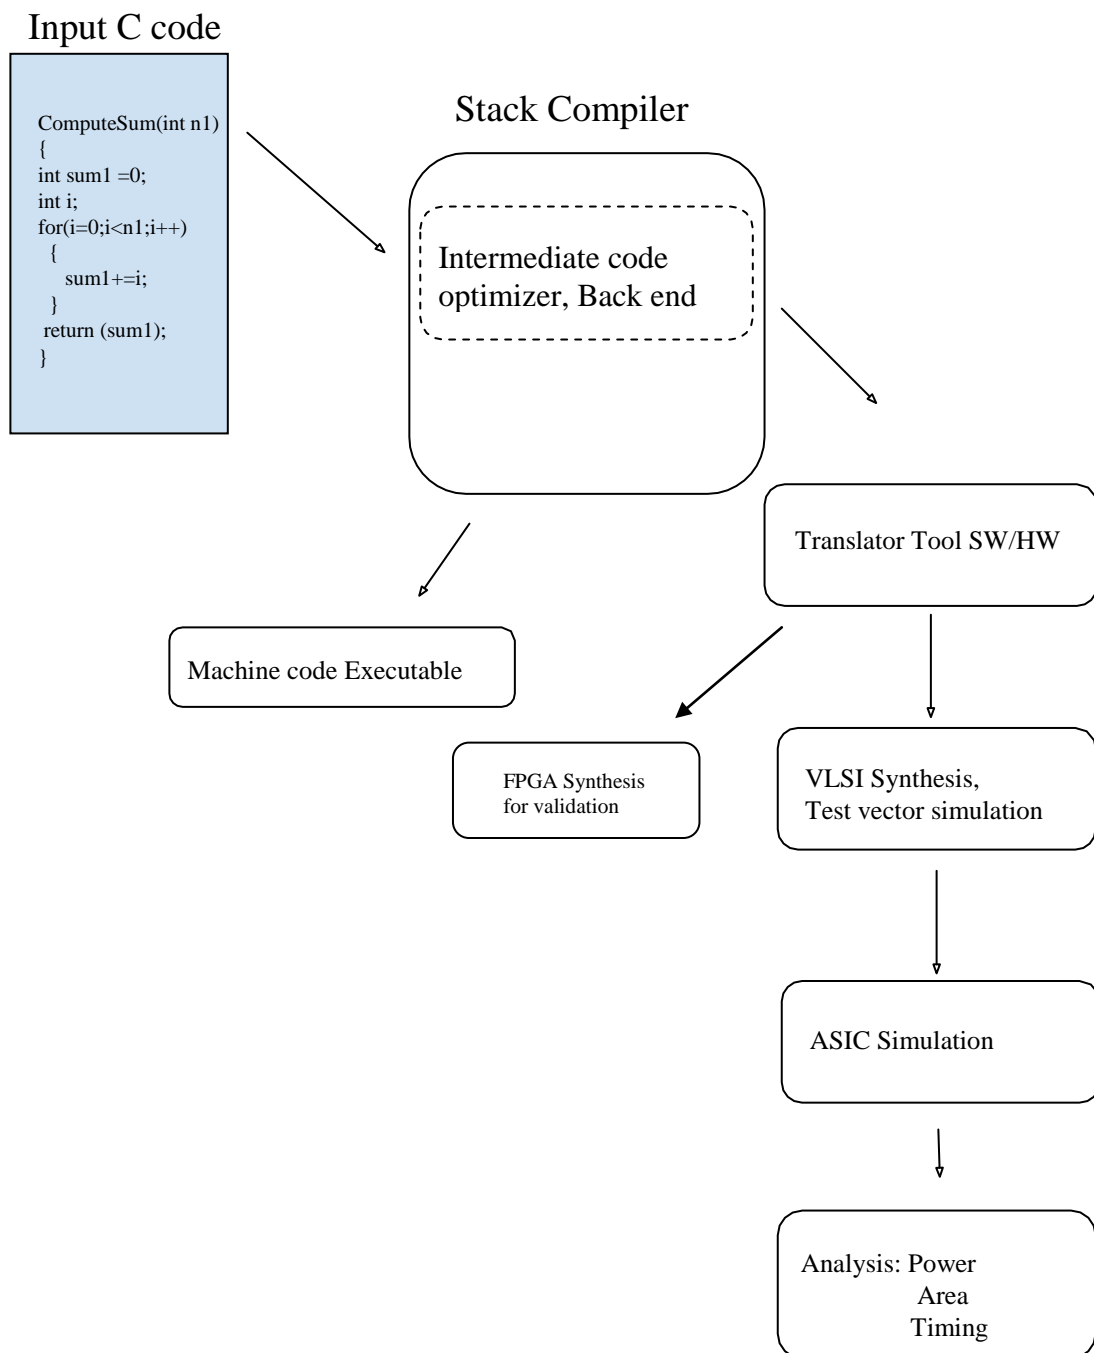 Input C code
ComputeSum(int n1)
{
int sum1 =0;
int i;
for(i=0;i<n1;i++)
{
sum1+=i;
}
return (sum1);
}
Stack Compiler
Intermediate code
optimizer, Back end
Translator Tool SW/HW
Machine code Executable
FPGA Synthesis
for validation
VLSI Synthesis,
Test vector simulation
ASIC Simulation
Analysis: Power
Area
Timing